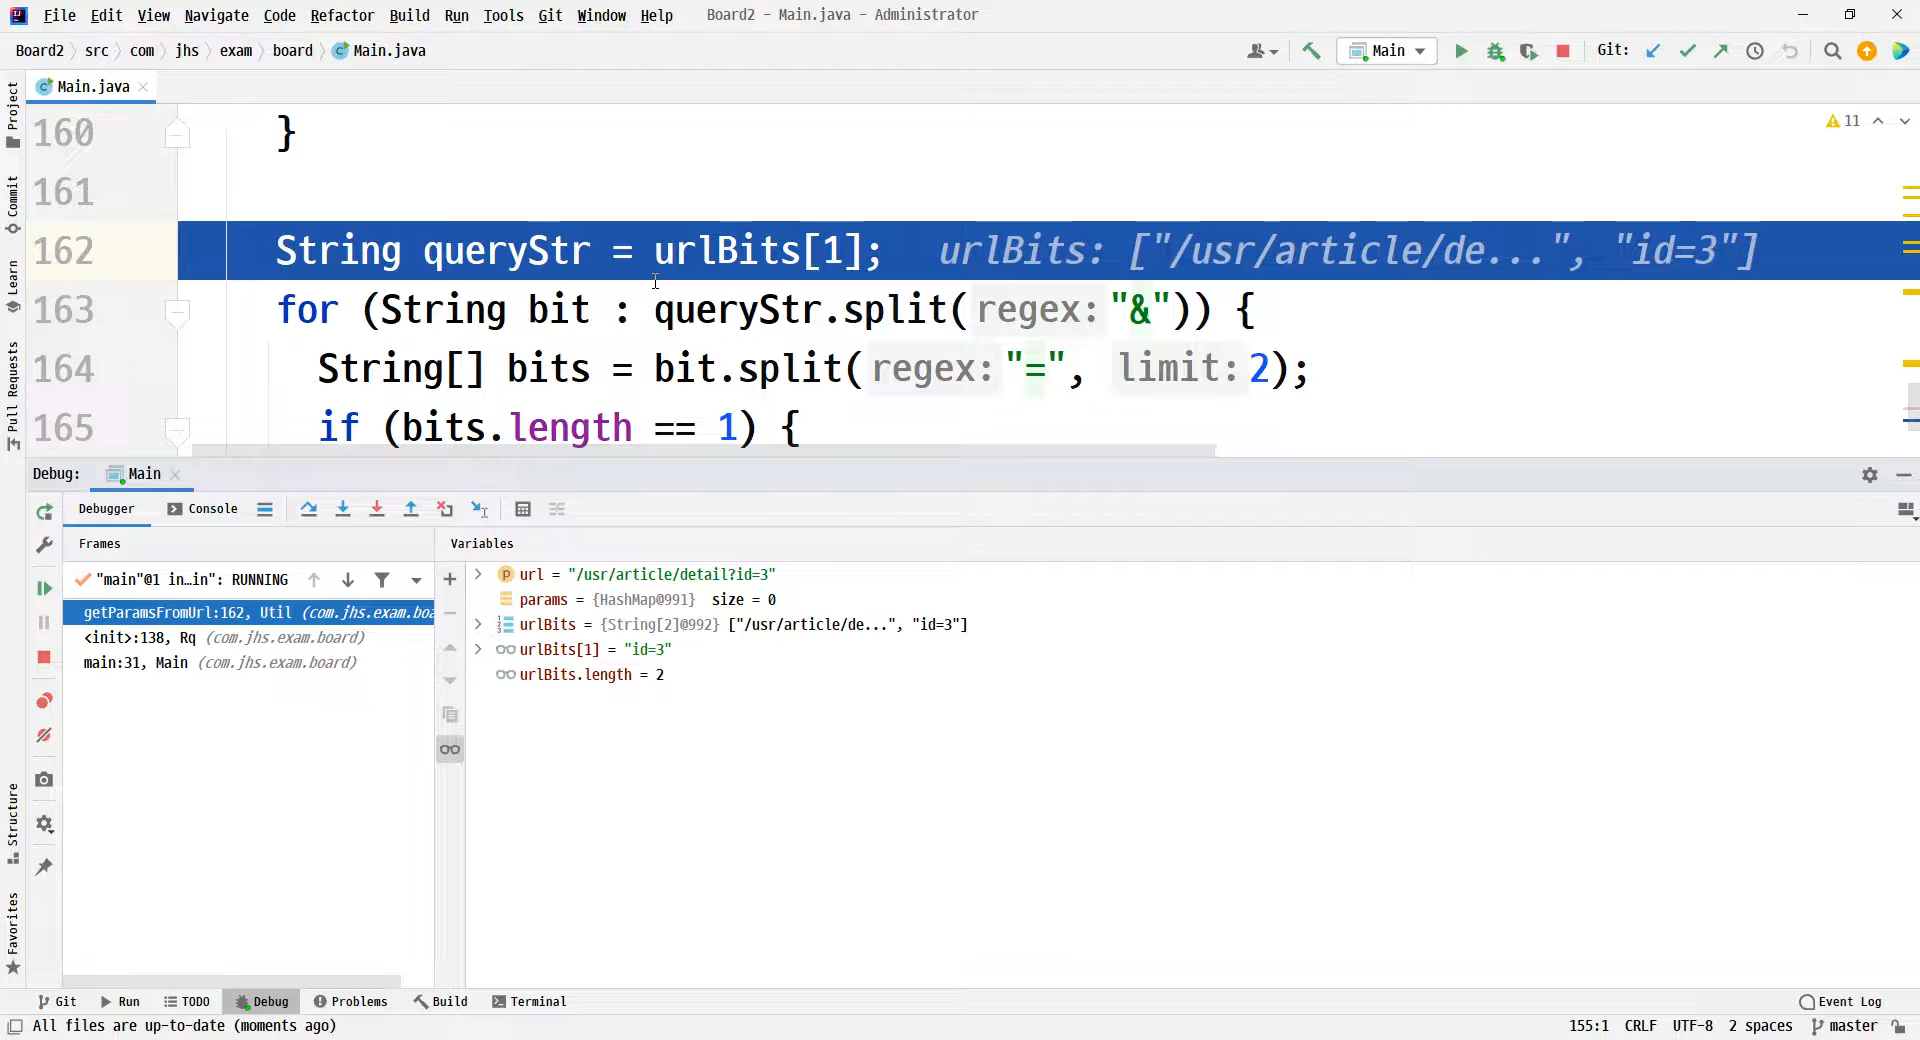 File Edit View Navigate Code Refactor Build Run Tools Git Window Help Board2 - Main.java - Administrator
Board2 src com jhs exam board Main.java Main Git:
Main.java
Project
Commit
Learn
Pull Requests
Structure
Favorites
11
160 }
161
162 String queryStr = urlBits[1]; urlBits: ["/usr/article/de...", "id=3"]
163 for (String bit : queryStr.split( regex: "&")) {
164 String[] bits = bit.split( regex: "=", limit: 2);
165 if (bits.length == 1) {
Debug: Main
Debugger Console
Frames
"main"@1 in...in": RUNNING
getParamsFromUrl:162, Util (com.jhs.exam.boa
<init>:138, Rq (com.jhs.exam.board)
main:31, Main (com.jhs.exam.board)
Variables
url = "/usr/article/detail?id=3"
params = {HashMap@991} size = 0
urlBits = {String[2]@992} ["/usr/article/de...", "id=3"]
urlBits[1] = "id=3"
urlBits.length = 2
Git Run TODO Debug Problems Build Terminal Event Log
All files are up-to-date (moments ago) 155:1 CRLF UTF-8 2 spaces master